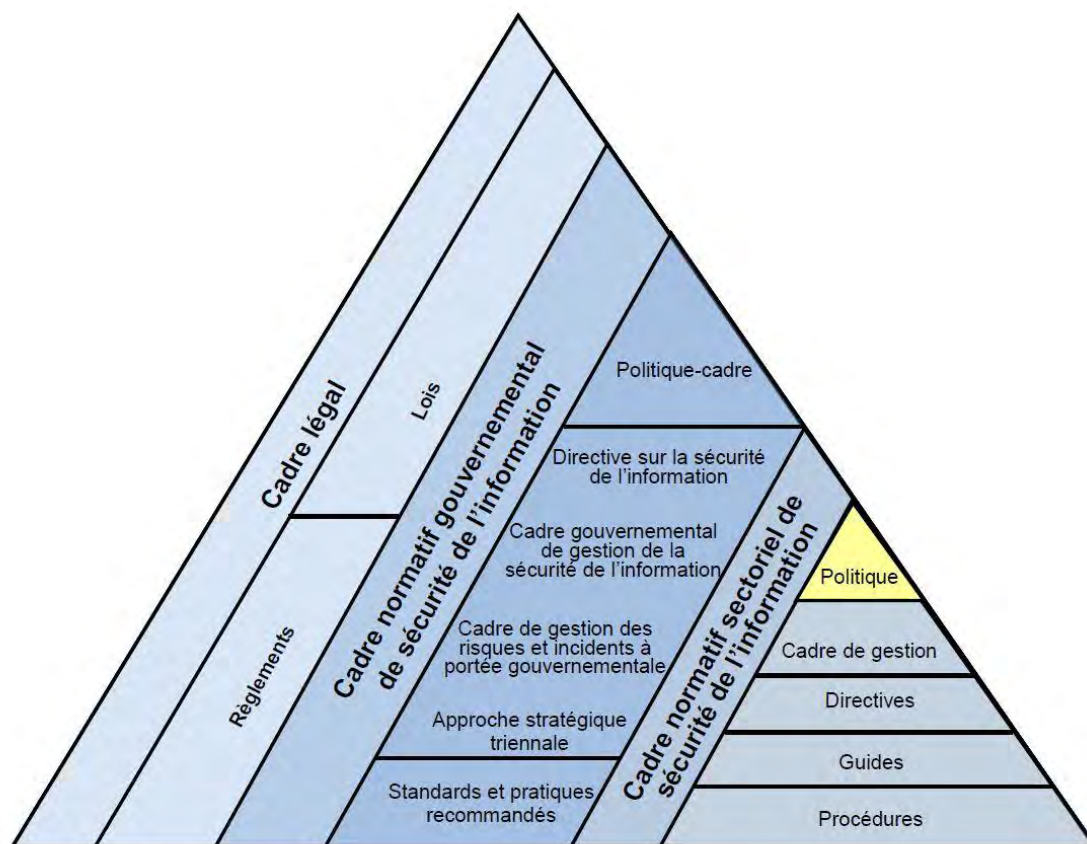 Cadre légal
Lois
Règlements
Cadre normatif gouvernemental
de sécurité de l'information
Politique-cadre
Directive sur la sécurité
de l'information
Cadre gouvernemental
de gestion de la
sécurité de l'information
Cadre de gestion des
risques et incidents à
portée gouvernementale
Approche stratégique
triennale
Standards et pratiques
recommandés
Cadre normatif sectoriel de
sécurité de l'information
Politique
Cadre de gestion
Directives
Guides
Procédures